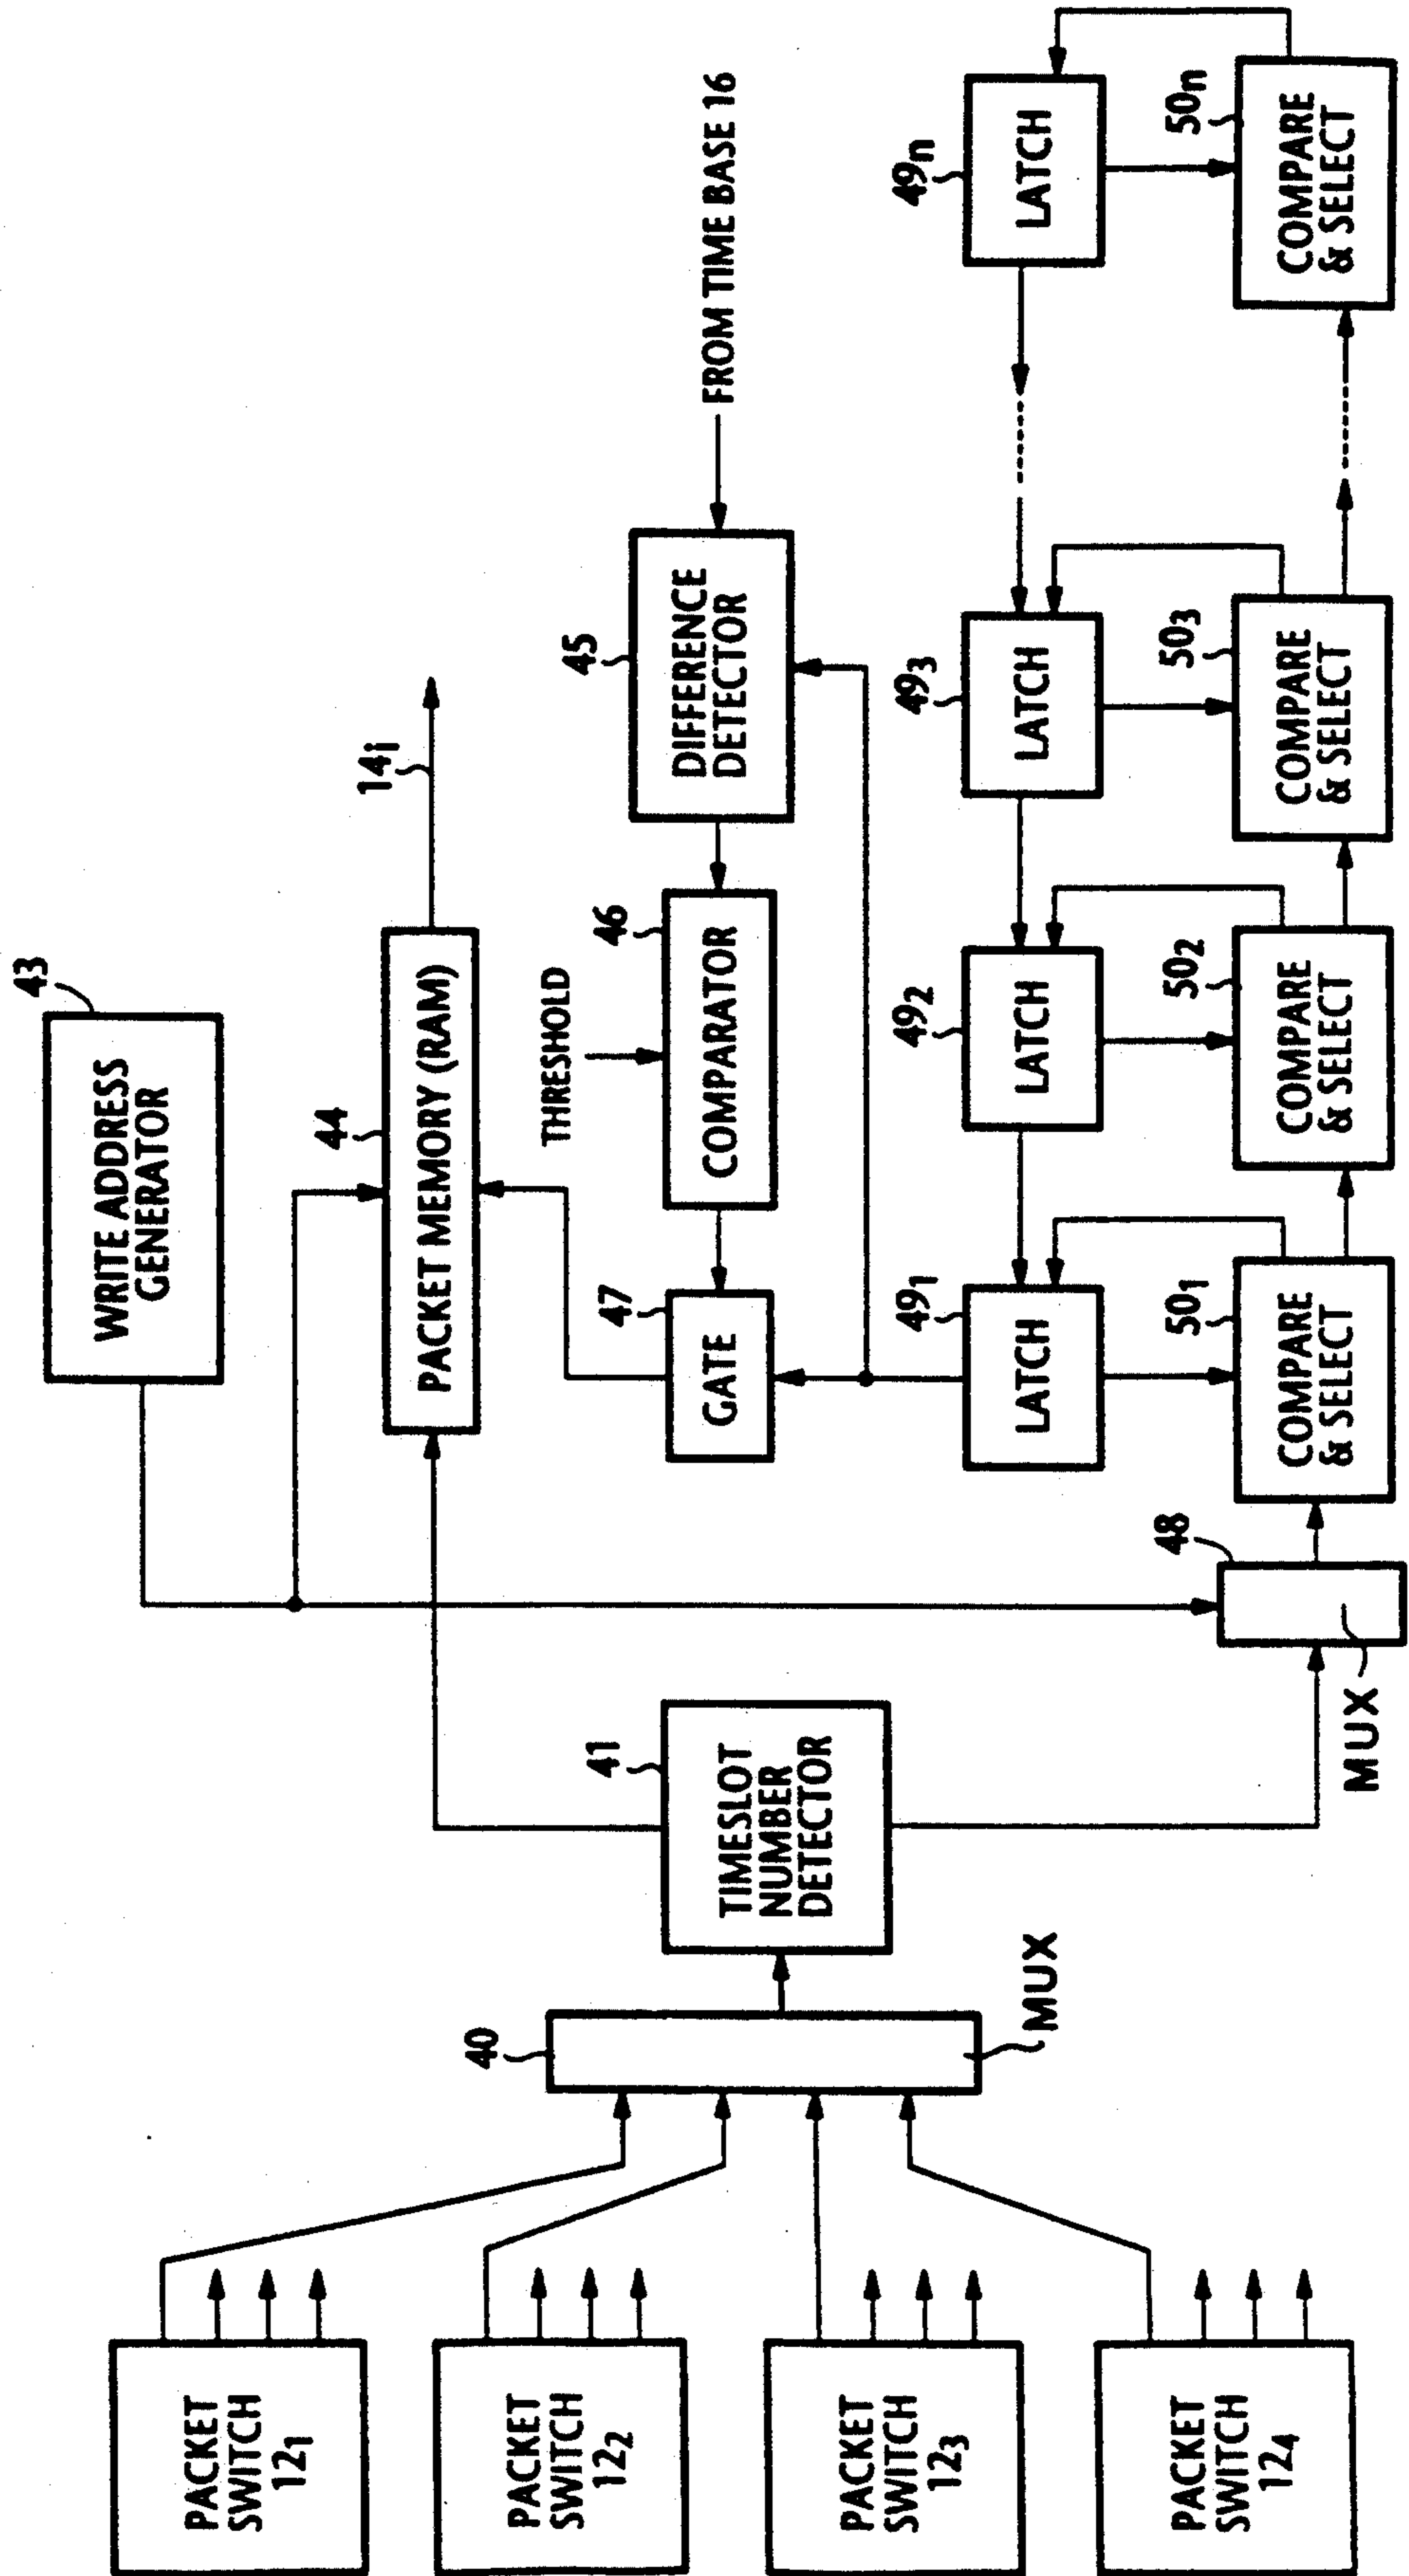 PACKET
SWITCH
12₁
PACKET
SWITCH
12₂
PACKET
SWITCH
12₃
PACKET
SWITCH
12₄
40
MUX
41
TIMESLOT
NUMBER
DETECTOR
43
WRITE ADDRESS
GENERATOR
44
PACKET MEMORY (RAM)
14i
THRESHOLD
47
GATE
46
COMPARATOR
45
DIFFERENCE
DETECTOR
FROM TIME BASE 16
48
MUX
49₁
LATCH
49₂
LATCH
49₃
LATCH
49n
LATCH
50₁
COMPARE
& SELECT
50₂
COMPARE
& SELECT
50₃
COMPARE
& SELECT
50n
COMPARE
& SELECT